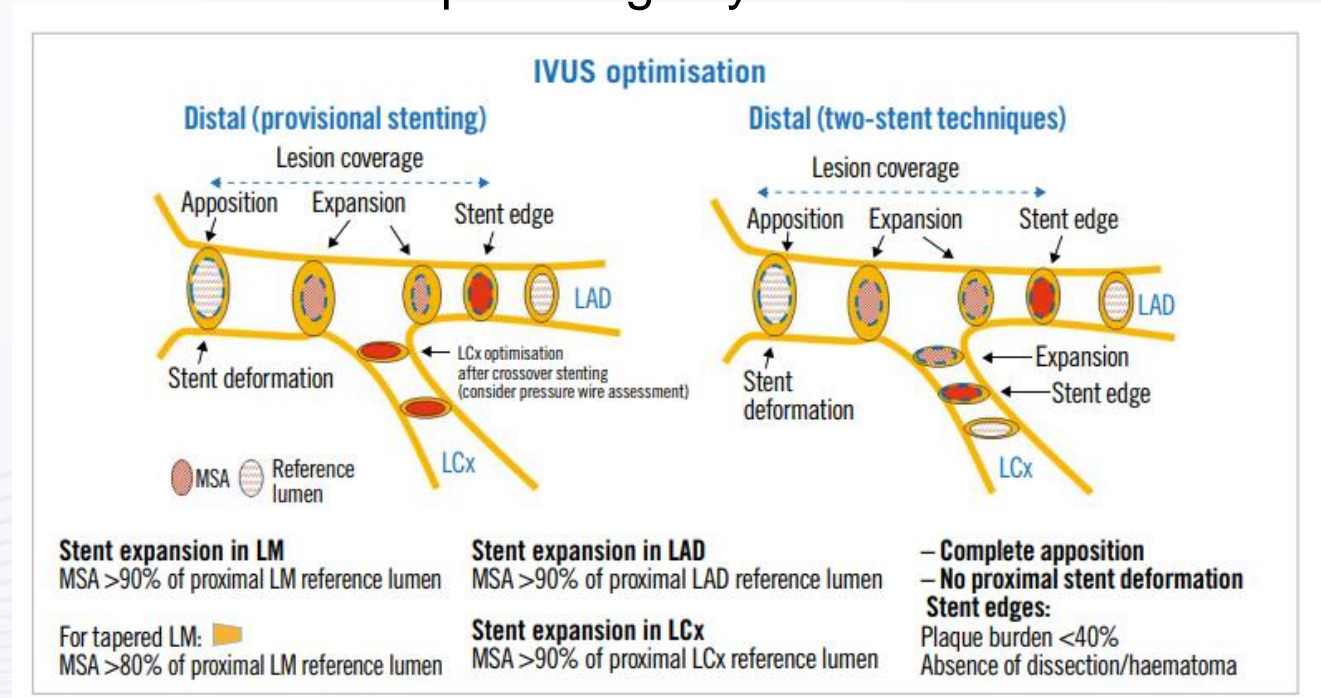 IVUS optimisation
Distal (provisional stenting)
Lesion coverage
Apposition
Expansion
Stent edge
LAD
Stent deformation
LCx optimisation
after crossover stenting
(consider pressure wire assessment)
LCx
MSA
Reference
lumen
Distal (two-stent techniques)
Lesion coverage
Apposition
Expansion
Stent edge
LAD
Expansion
Stent edge
Stent
deformation
LCx
Stent expansion in LM
MSA >90% of proximal LM reference lumen
For tapered LM:
MSA >80% of proximal LM reference lumen
Stent expansion in LAD
MSA >90% of proximal LAD reference lumen
Stent expansion in LCx
MSA >90% of proximal LCx reference lumen
– Complete apposition
– No proximal stent deformation
Stent edges:
Plaque burden <40%
Absence of dissection/haematoma